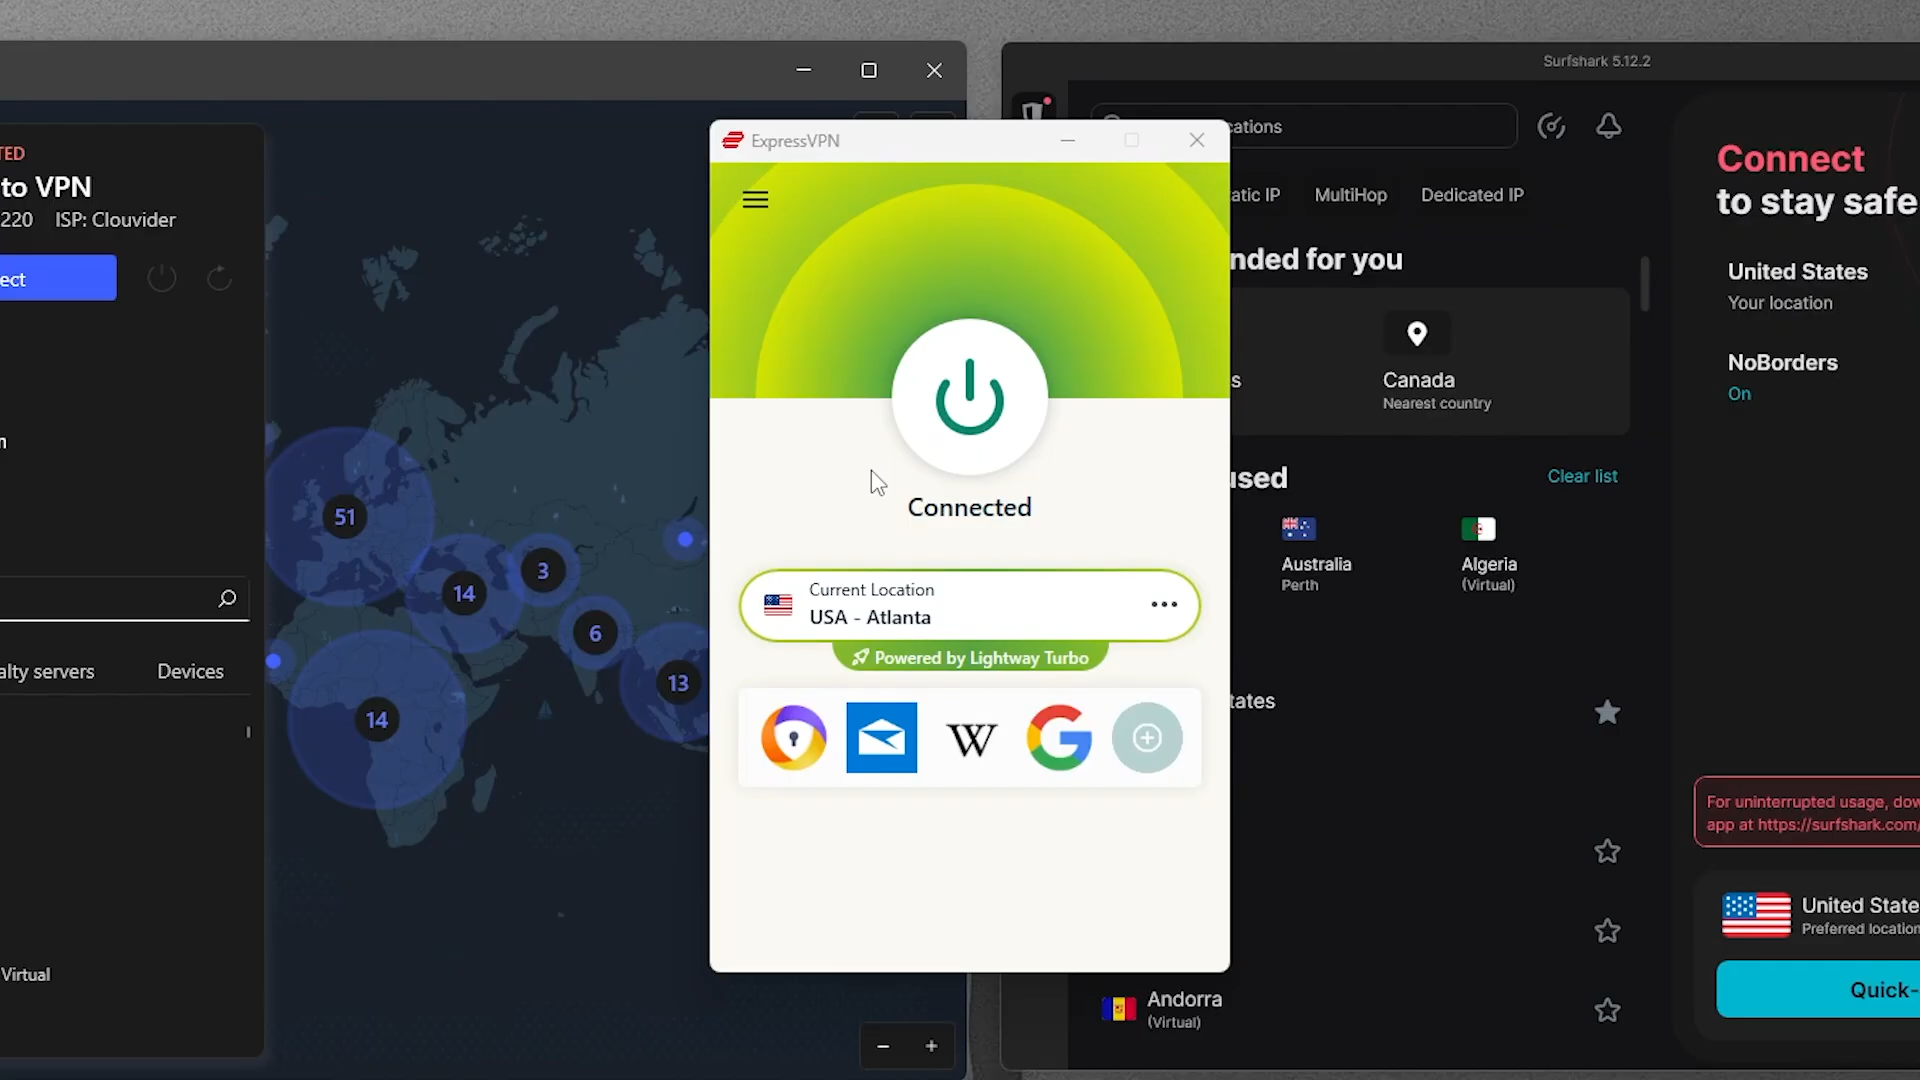 TED
to VPN
220 ISP: Clouvider
ect
n
alty servers Devices
Virtual
51
14
3
6
13
14
ExpressVPN
Connected
Current Location
USA - Atlanta
Powered by Lightway Turbo
W
G
Surfshark 5.12.2
cations
atic IP MultiHop Dedicated IP
nded for you
s
Canada
Nearest country
used Clear list
Australia
Perth
Algeria
(Virtual)
tates
Andorra
(Virtual)
Connect
to stay safe
United States
Your location
NoBorders
On
For uninterrupted usage, dow
app at https://surfshark.com/
United State
Preferred location
Quick-